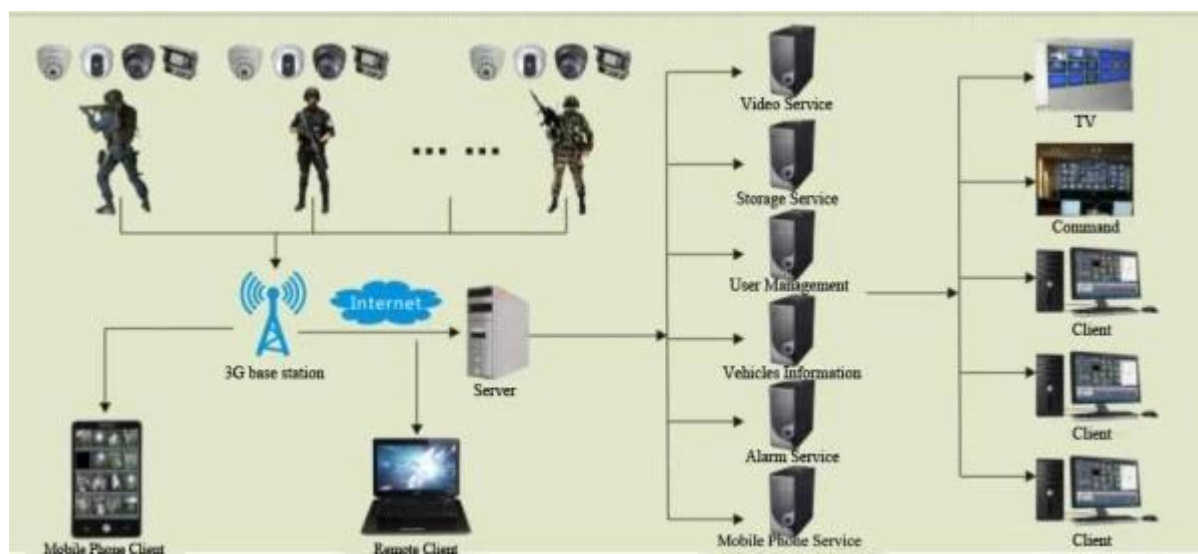 Video Service
TV
Storage Service
Command
User Management
Internet
Client
3G base station
Server
Vehicles Information
Client
Alarm Service
Mobile Phone Client
Remote Client
Mobile Phone Service
Client